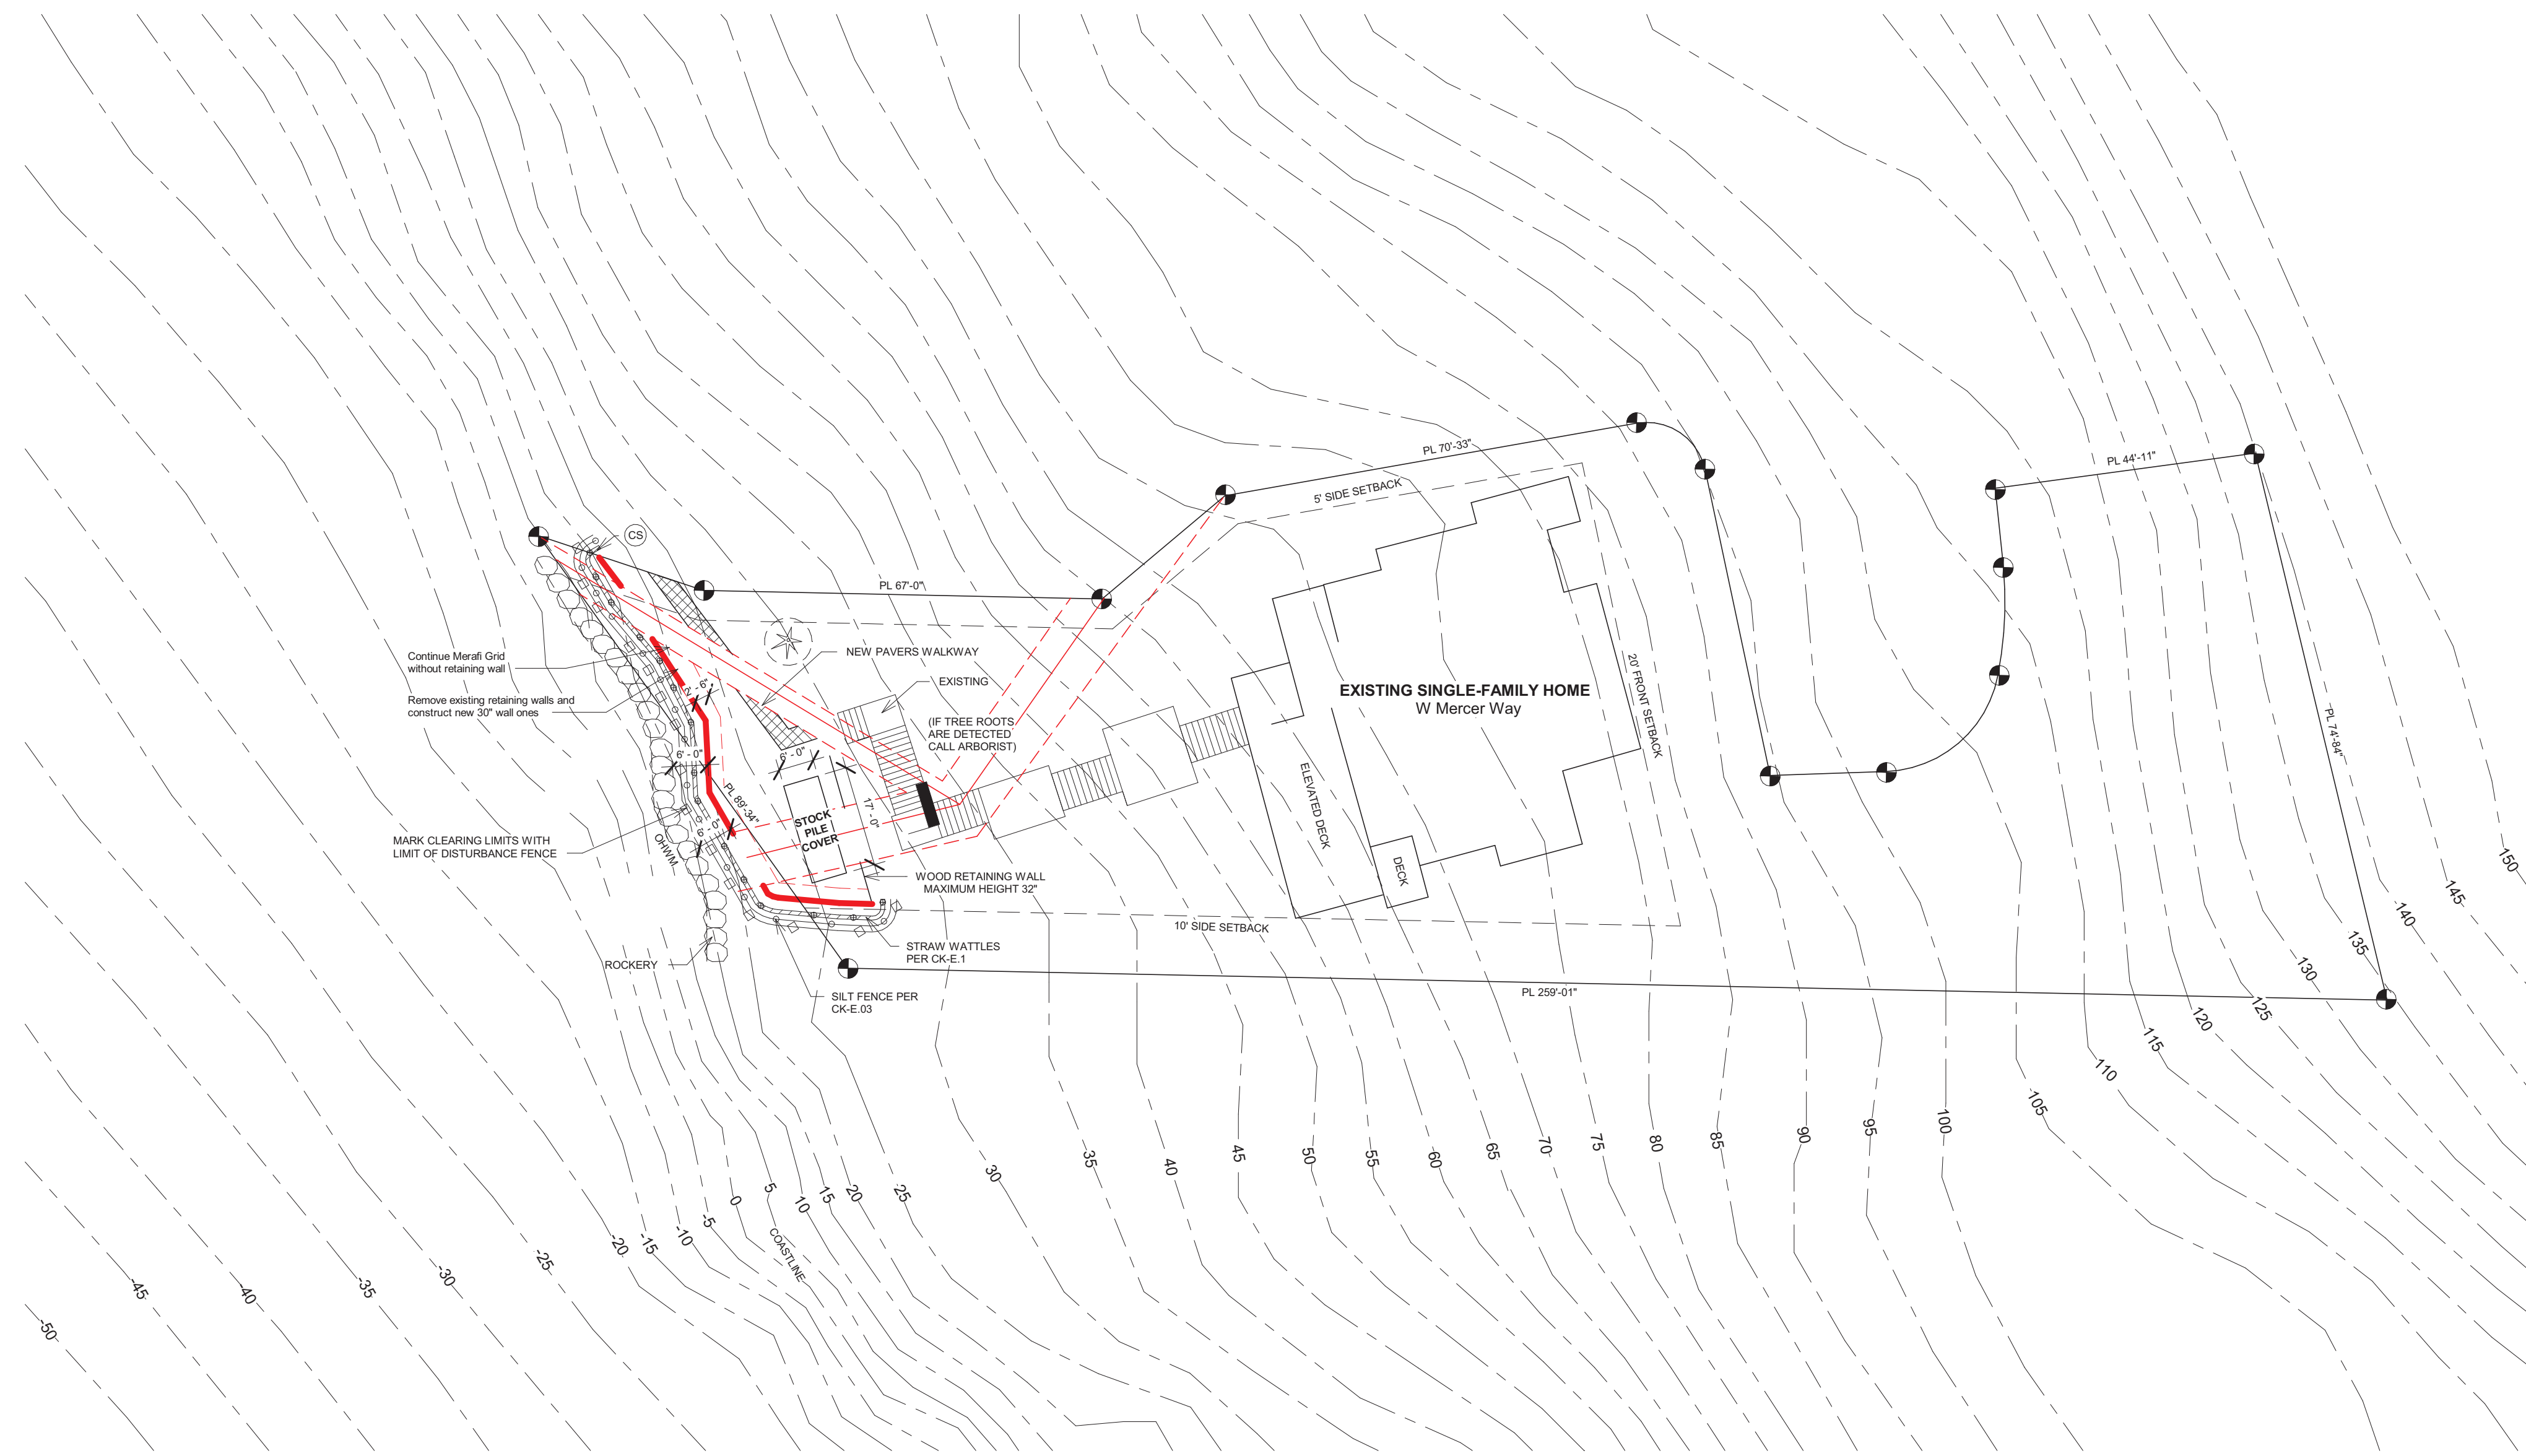 CS
PL 67'-0"
PL 70'-33"
5' SIDE SETBACK
PL 44'-11"
Continue Merafi Grid
without retaining wall
Remove existing retaining walls and
construct new 30" wall ones
2' - 6"
NEW PAVERS WALKWAY
EXISTING
(IF TREE ROOTS
ARE DETECTED
CALL ARBORIST)
EXISTING SINGLE-FAMILY HOME
W Mercer Way
20' FRONT SETBACK
PL 74'-84"
6' - 0"
6' - 0"
PL 89'-34"
17' - 0"
STOCK
PILE
COVER
6' - 0"
ELEVATED DECK
DECK
MARK CLEARING LIMITS WITH
LIMIT OF DISTURBANCE FENCE
OHWM
WOOD RETAINING WALL
MAXIMUM HEIGHT 32"
10' SIDE SETBACK
STRAW WATTLES
PER CK-E.1
ROCKERY
SILT FENCE PER
CK-E.03
PL 259'-01"
COASTLINE
-50
-45
-40
-35
-30
-25
-20
-15
-10
-5
0
5
10
15
20
25
30
35
40
45
50
55
60
65
70
75
80
85
90
95
100
105
110
115
120
125
130
135
140
145
150